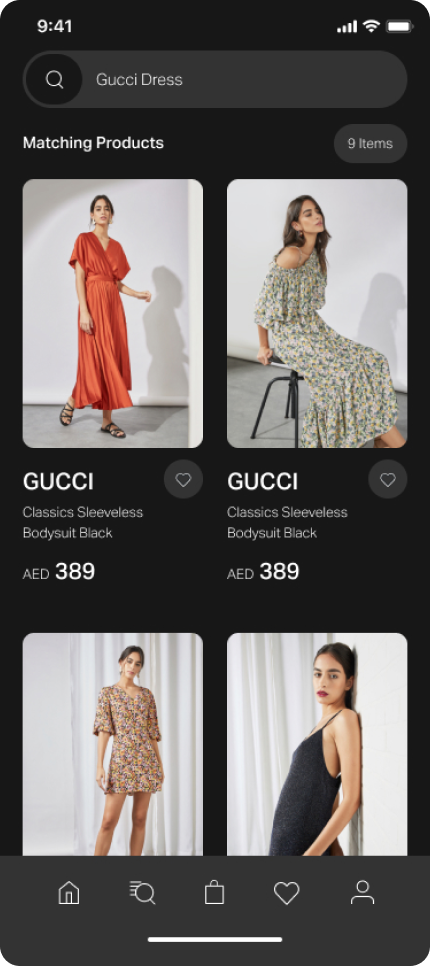 9:41
Gucci Dress
Matching Products
9 Items
GUCCI
Classics Sleeveless
Bodysuit Black
AED 389
GUCCI
Classics Sleeveless
Bodysuit Black
AED 389